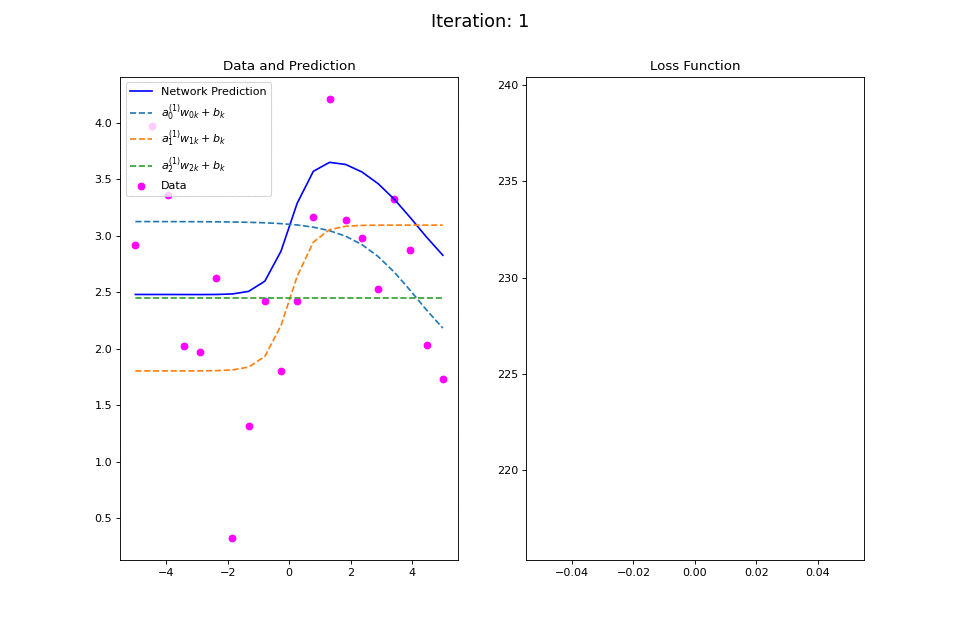 Iteration: 1
Data and Prediction
Network Prediction
$a_0^{(1)}w_{0k} + b_k$
$a_1^{(1)}w_{1k} + b_k$
$a_2^{(1)}w_{2k} + b_k$
Data
4.0
3.5
3.0
2.5
2.0
1.5
1.0
0.5
−4
−2
0
2
4
Loss Function
240
235
230
225
220
−0.04
−0.02
0.00
0.02
0.04